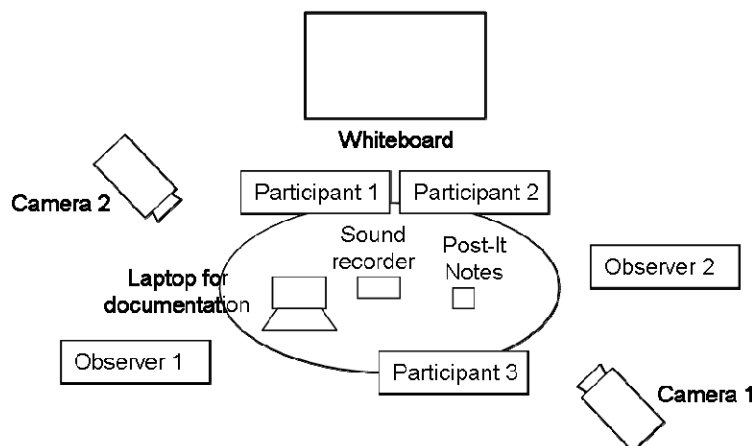 Whiteboard
Camera 2
Participant 1
Participant 2
Sound
recorder
Post-It
Notes
Laptop for
documentation
Observer 2
Observer 1
Participant 3
Camera 1